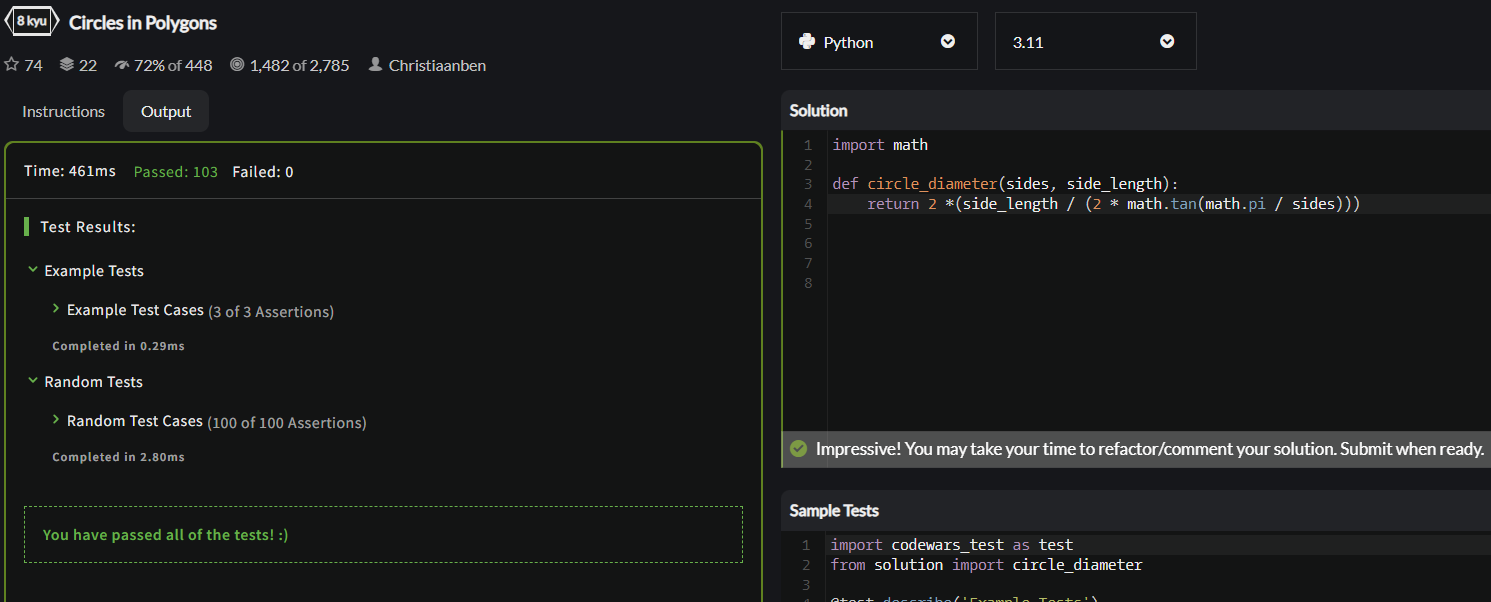 8 kyu Circles in Polygons
74 22 72% of 448 1,482 of 2,785 Christiaanben
Instructions Output
Time: 461ms Passed: 103 Failed: 0
Test Results:
Example Tests
Example Test Cases (3 of 3 Assertions)
Completed in 0.29ms
Random Tests
Random Test Cases (100 of 100 Assertions)
Completed in 2.80ms
You have passed all of the tests! :)
Python 3.11
Solution
1 import math
2
3 def circle_diameter(sides, side_length):
4 return 2 *(side_length / (2 * math.tan(math.pi / sides)))
5
6
7
8
Impressive! You may take your time to refactor/comment your solution. Submit when ready.
Sample Tests
1 import codewars_test as test
2 from solution import circle_diameter
3
@test.describe('Example Tests')